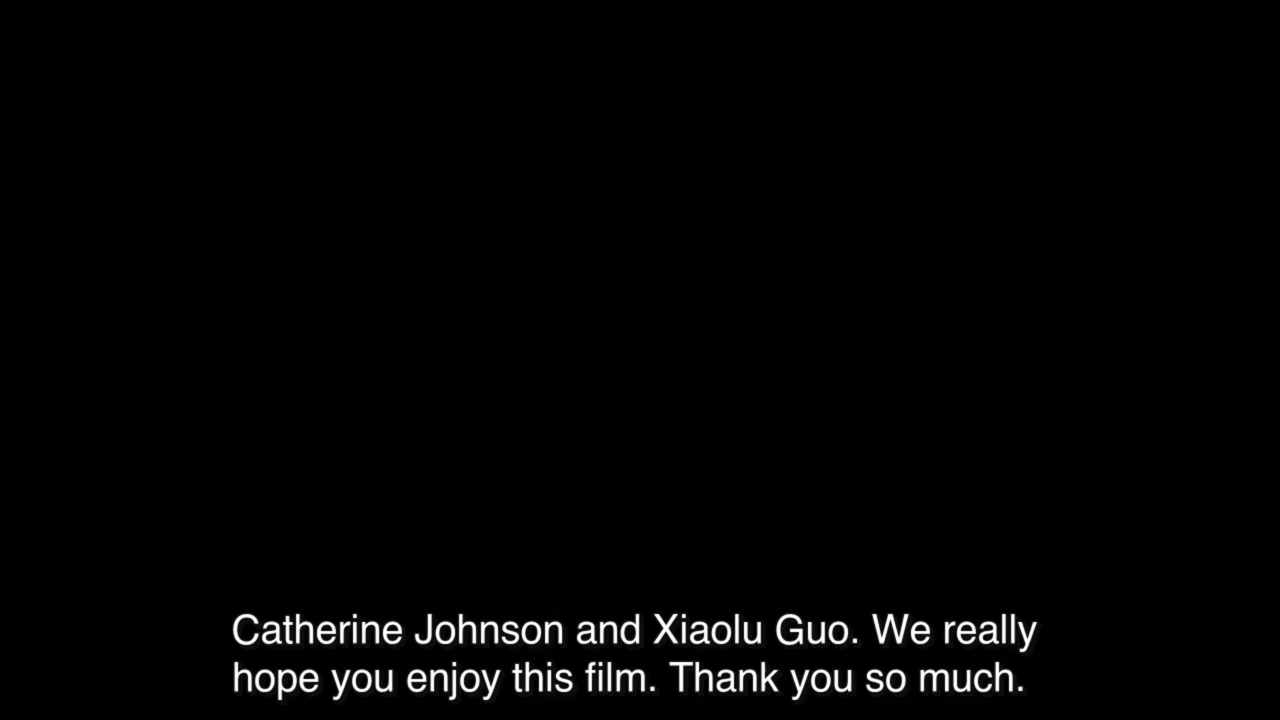 Catherine Johnson and Xiaolu Guo. We really
hope you enjoy this film. Thank you so much.